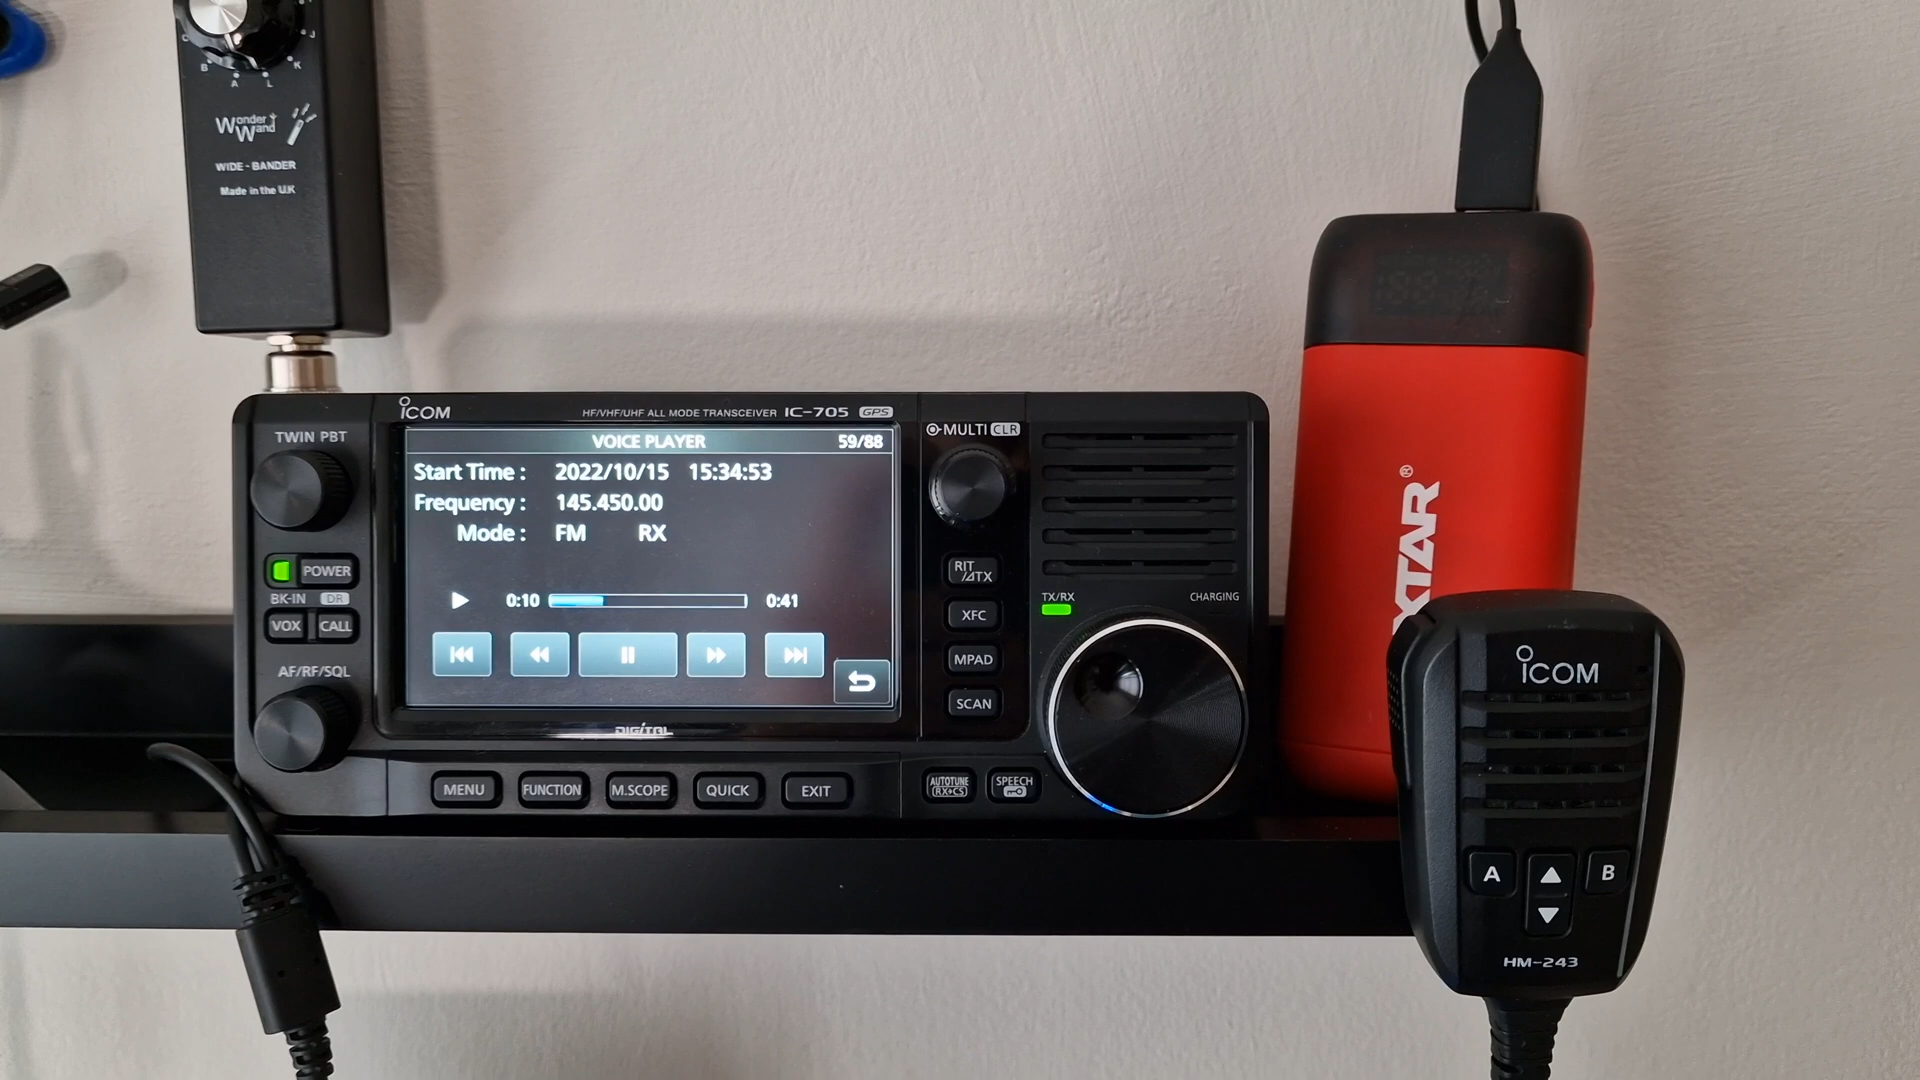 C
J
B
K
A
L
Wonder
Wand
WIDE - BANDER
Made in the U.K
ICOM
HF/VHF/UHF ALL MODE TRANSCEIVER IC-705 GPS
TWIN PBT
POWER
BK-IN DR
VOX CALL
AF/RF/SQL
VOICE PLAYER 59/88
Start Time : 2022/10/15 15:34:53
Frequency : 145.450.00
Mode : FM RX
0:10 0:41
DIGITAL
MENU FUNCTION M.SCOPE QUICK EXIT
MULTI CLR
RIT
/⊿TX
XFC
MPAD
SCAN
AUTOTUNE
(RX→CS)
SPEECH
TX/RX
CHARGING
XTAR®
ICOM
A
B
HM-243